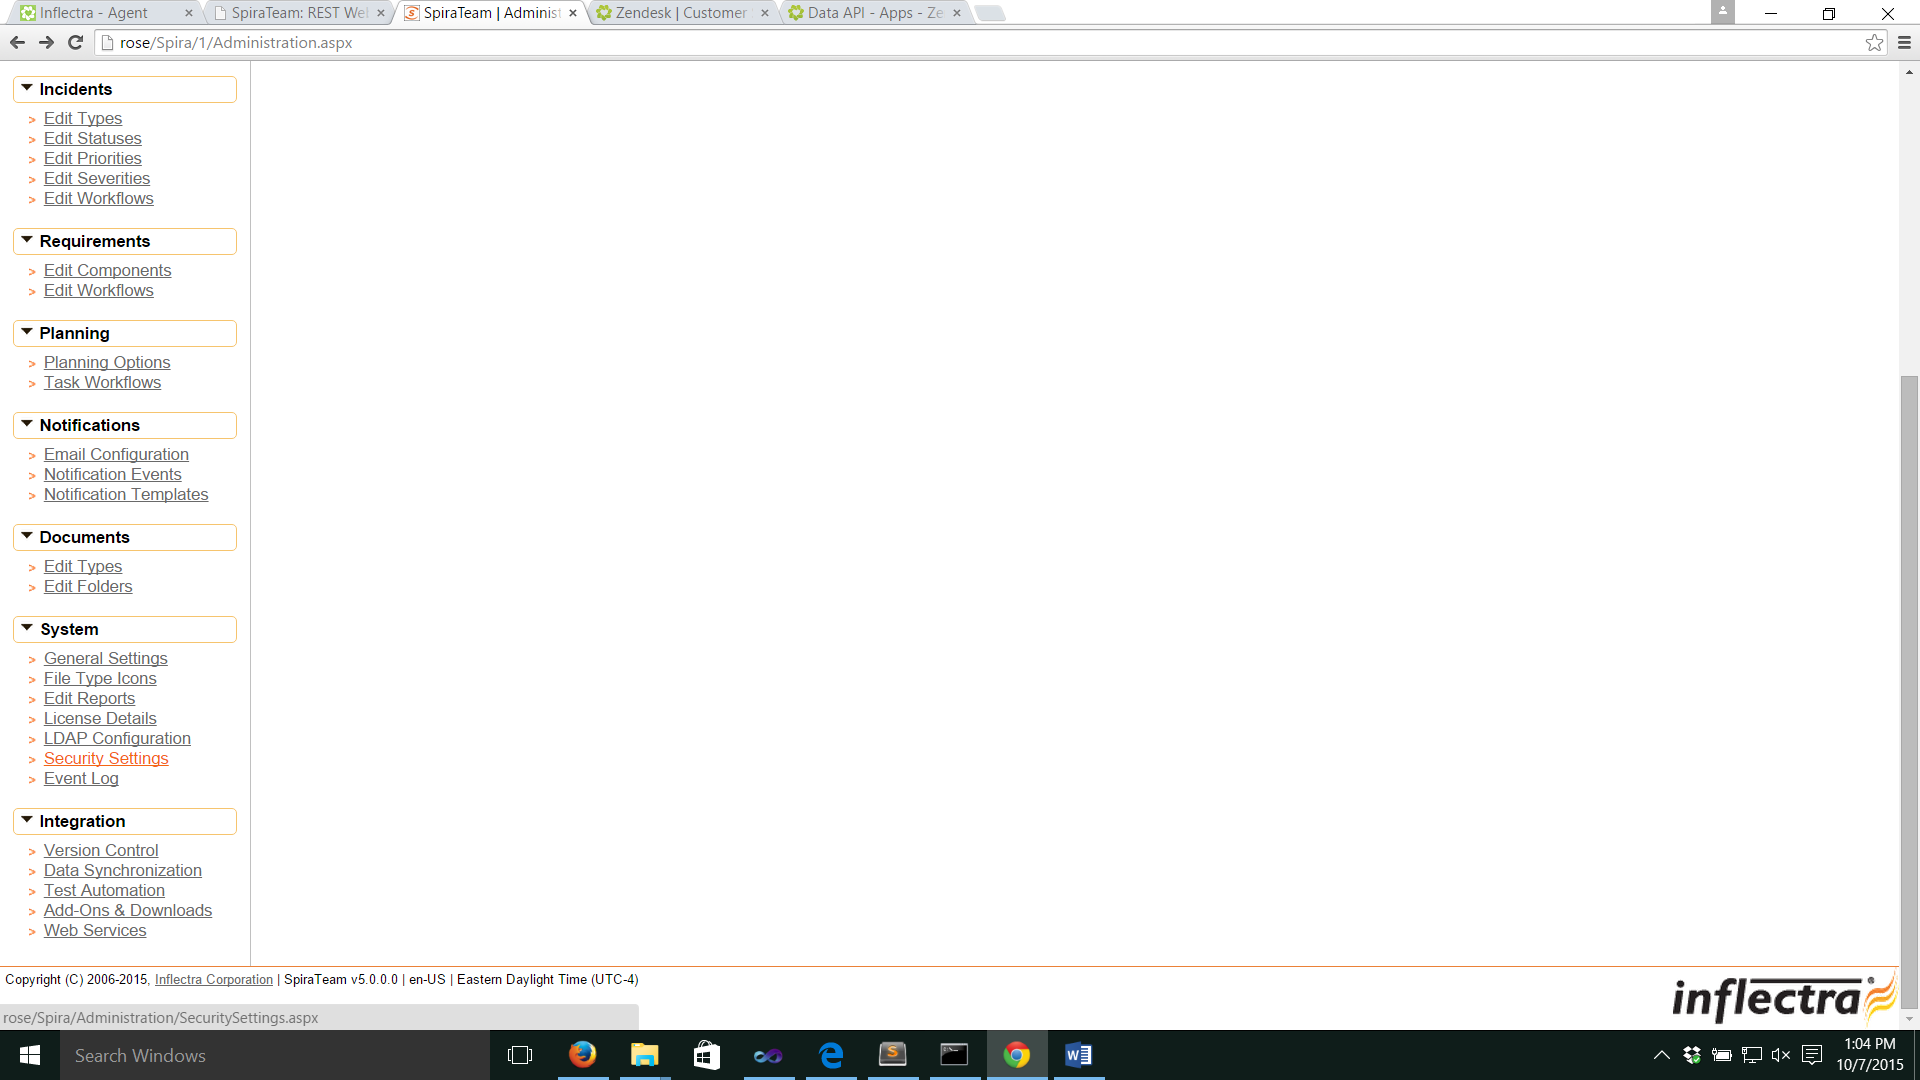 Inflectra - Agent
SpiraTeam: REST We
SpiraTeam | Adminis
Zendesk | Customer
Data API - Apps - Ze
rose/Spira/1/Administration.aspx
Incidents
> Edit Types
> Edit Statuses
> Edit Priorities
> Edit Severities
> Edit Workflows
Requirements
> Edit Components
> Edit Workflows
Planning
> Planning Options
> Task Workflows
Notifications
> Email Configuration
> Notification Events
> Notification Templates
Documents
> Edit Types
> Edit Folders
System
> General Settings
> File Type Icons
> Edit Reports
> License Details
> LDAP Configuration
> Security Settings
> Event Log
Integration
> Version Control
> Data Synchronization
> Test Automation
> Add-Ons & Downloads
> Web Services
Copyright (C) 2006-2015, Inflectra Corporation | SpiraTeam v5.0.0.0 | en-US | Eastern Daylight Time (UTC-4)
inflectra®
rose/Spira/Administration/SecuritySettings.aspx
Search Windows
1:04 PM
10/7/2015